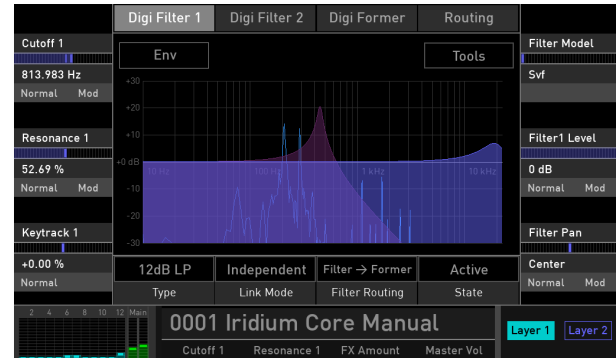 Digi Filter 1 Digi Filter 2 Digi Former Routing
Cutoff 1
813.983 Hz
Normal Mod
Resonance 1
52.69 %
Normal Mod
Keytrack 1
+0.00 %
Normal
Env Tools
+30
+20
+10
+0 dB
-10
-20
-30
10 Hz 100 Hz 1 kHz 10 kHz
Filter Model
Svf
Filter1 Level
0 dB
Normal Mod
Filter Pan
Center
Normal Mod
12dB LP Independent Filter → Former Active
Type Link Mode Filter Routing State
2 4 6 8 10 12 Main
0001 Iridium Core Manual
Cutoff 1 Resonance 1 FX Amount Master Vol
Layer 1 Layer 2